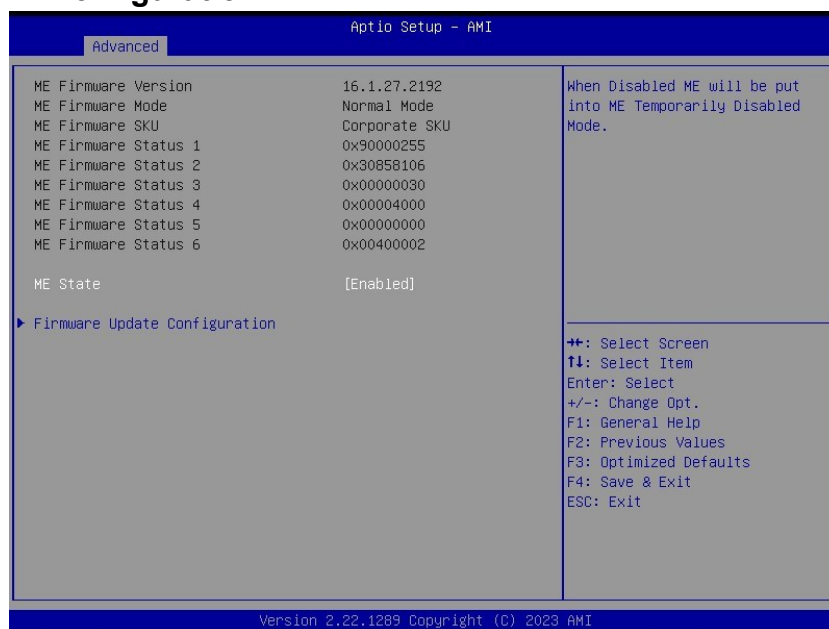 Aptio Setup - AMI
Advanced
ME Firmware Version 16.1.27.2192
ME Firmware Mode Normal Mode
ME Firmware SKU Corporate SKU
ME Firmware Status 1 0x90000255
ME Firmware Status 2 0x30858106
ME Firmware Status 3 0x00000030
ME Firmware Status 4 0x00004000
ME Firmware Status 5 0x00000000
ME Firmware Status 6 0x00400002
ME State [Enabled]
Firmware Update Configuration
When Disabled ME will be put
into ME Temporarily Disabled
Mode.
→←: Select Screen
↑↓: Select Item
Enter: Select
+/-: Change Opt.
F1: General Help
F2: Previous Values
F3: Optimized Defaults
F4: Save & Exit
ESC: Exit
Version 2.22.1289 Copyright (C) 2023 AMI